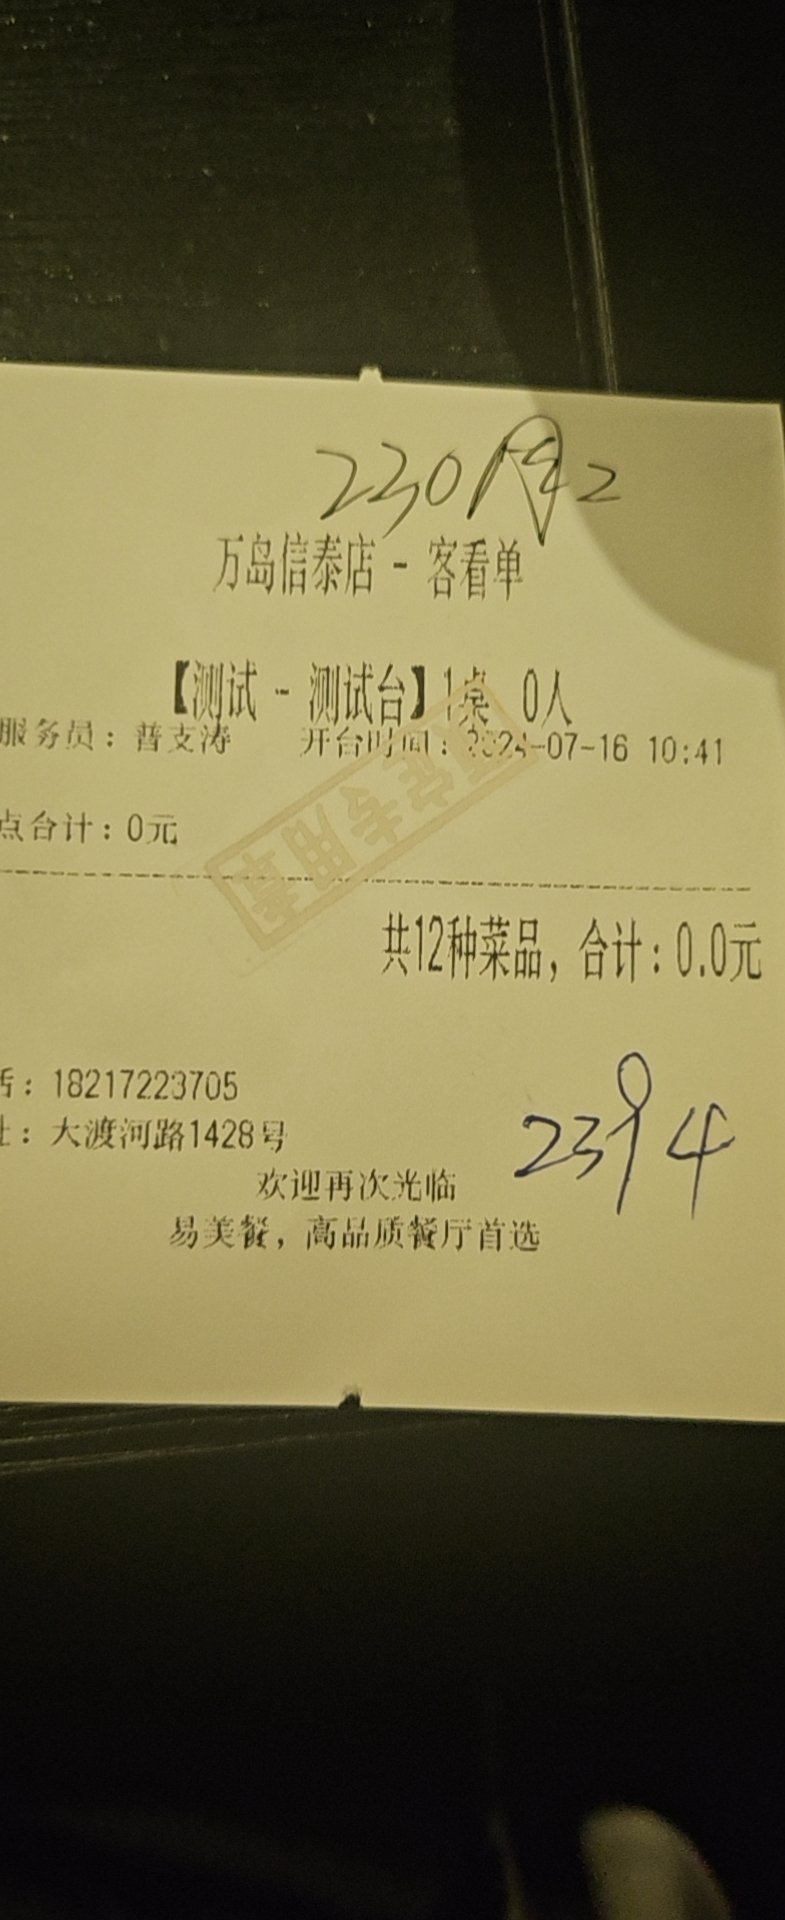 万岛信泰店 - 客看单
【测试 - 测试台】1桌 0人
服务员：普支涛 开台时间：2024-07-16 10:41
点台计：0元
共12种菜品，合计：0.0元
话：18217223705
址：大渡河路1428号
欢迎再次光临
易美餐，高品质餐厅首选